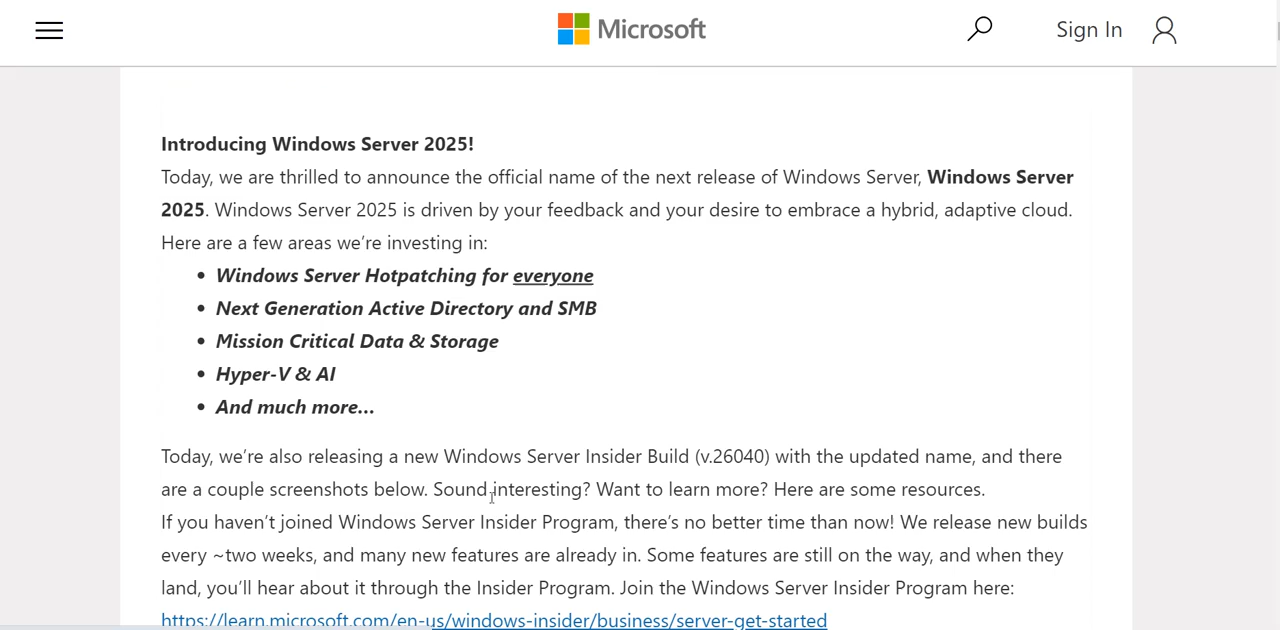 Microsoft
Sign In
Introducing Windows Server 2025!
Today, we are thrilled to announce the official name of the next release of Windows Server, Windows Server
2025. Windows Server 2025 is driven by your feedback and your desire to embrace a hybrid, adaptive cloud.
Here are a few areas we're investing in:
• Windows Server Hotpatching for everyone
• Next Generation Active Directory and SMB
• Mission Critical Data & Storage
• Hyper-V & AI
• And much more...
Today, we're also releasing a new Windows Server Insider Build (v.26040) with the updated name, and there
are a couple screenshots below. Sound interesting? Want to learn more? Here are some resources.
If you haven't joined Windows Server Insider Program, there's no better time than now! We release new builds
every ~two weeks, and many new features are already in. Some features are still on the way, and when they
land, you'll hear about it through the Insider Program. Join the Windows Server Insider Program here:
https://learn.microsoft.com/en-us/windows-insider/business/server-get-started